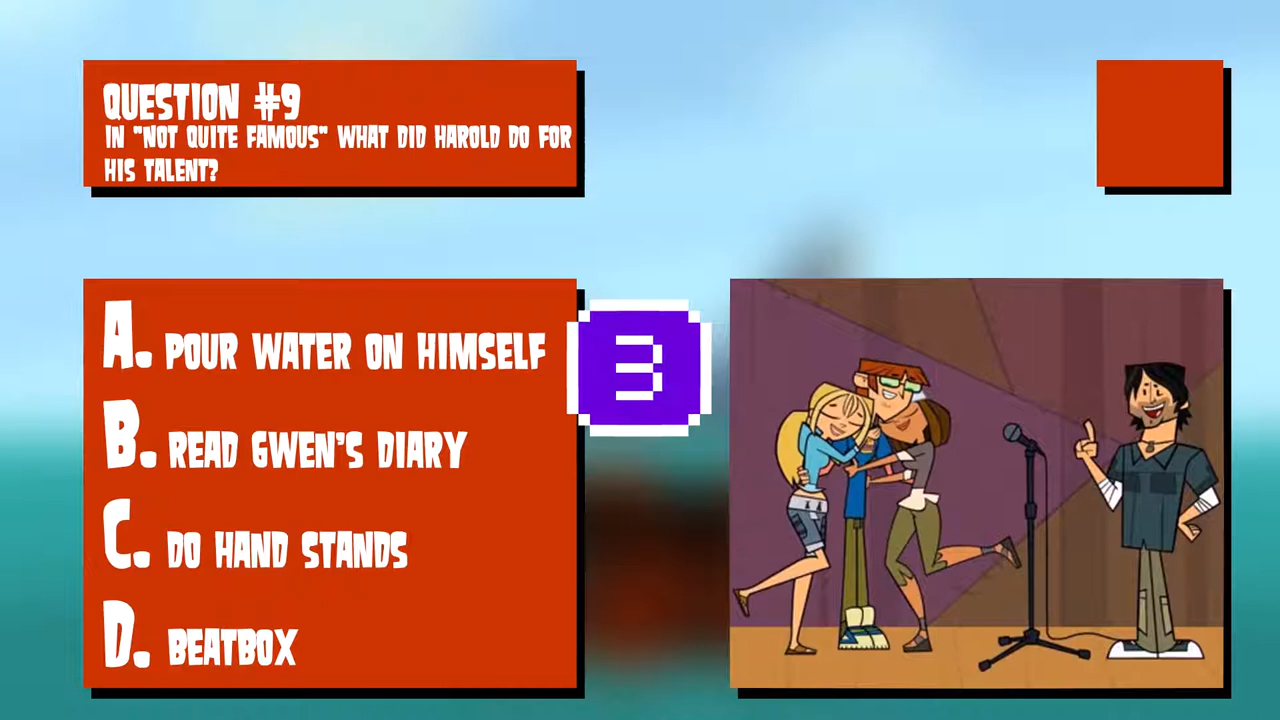 QUESTION #9
IN "NOT QUITE FAMOUS" WHAT DID HAROLD DO FOR
HIS TALENT?
A. POUR WATER ON HIMSELF
B. READ GWEN'S DIARY
C. DO HAND STANDS
D. BEATBOX
3